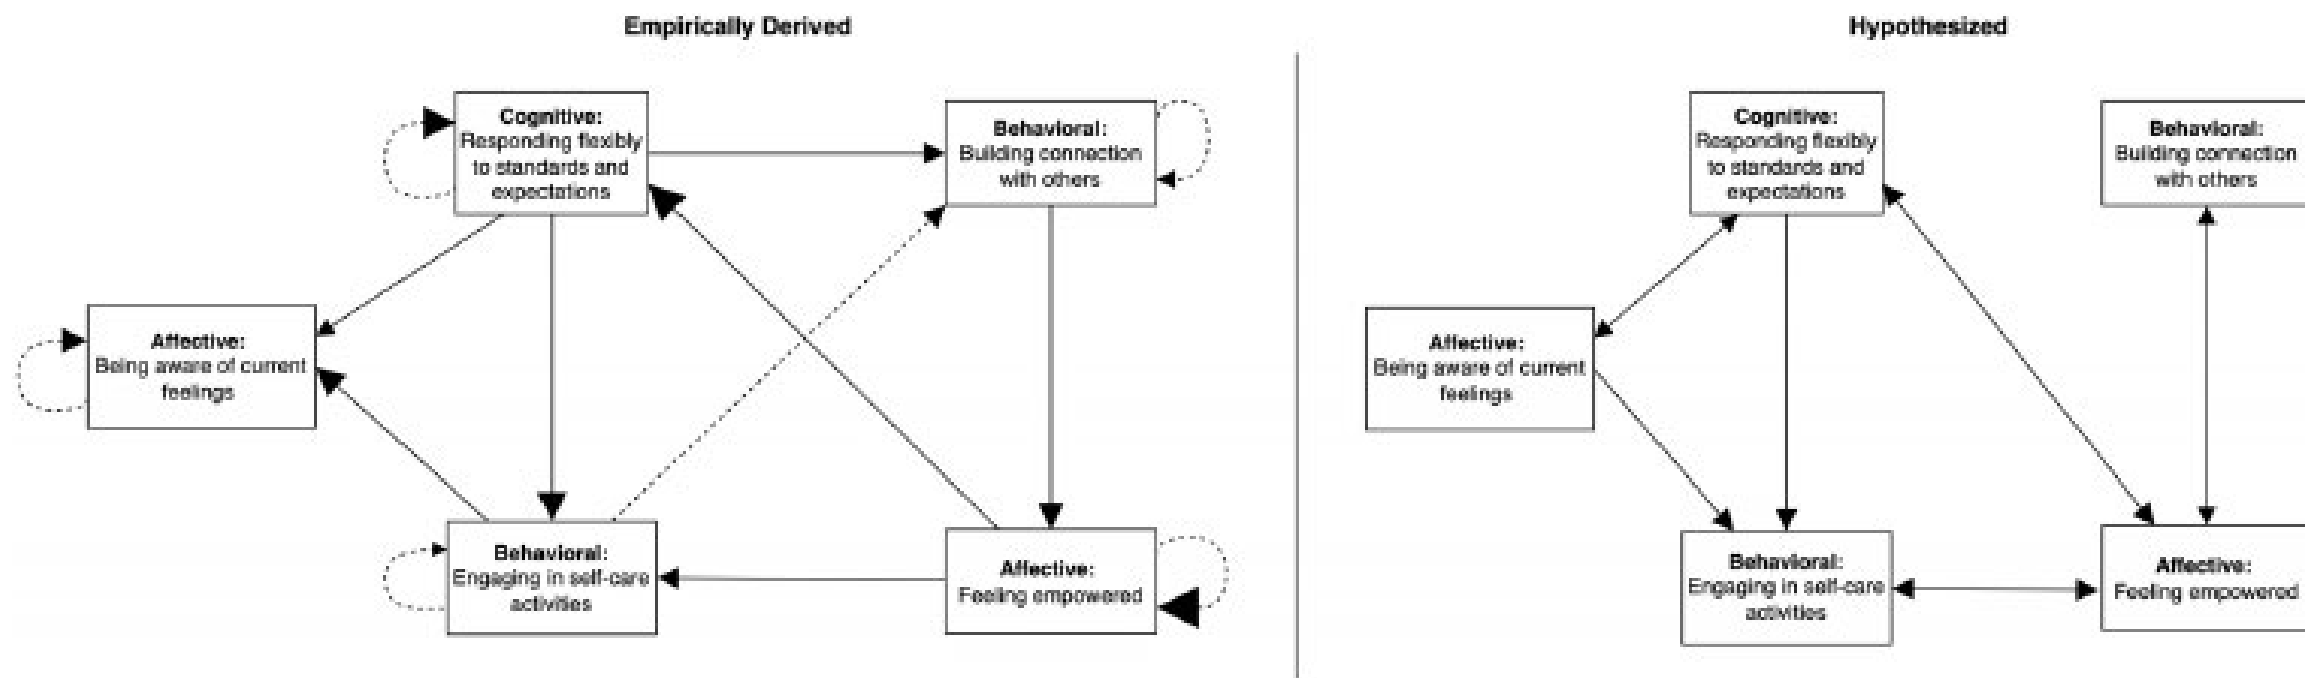 Empirically Derived
Cognitive:
Responding flexibly
to standards and
expectations
Behavioral:
Building connection
with others
Affective:
Being aware of current
feelings
Behavioral:
Engaging in self-care
activities
Affective:
Feeling empowered
Hypothesized
Cognitive:
Responding flexibly
to standards and
expectations
Behavioral:
Building connection
with others
Affective:
Being aware of current
feelings
Behavioral:
Engaging in self-care
activities
Affective:
Feeling empowered